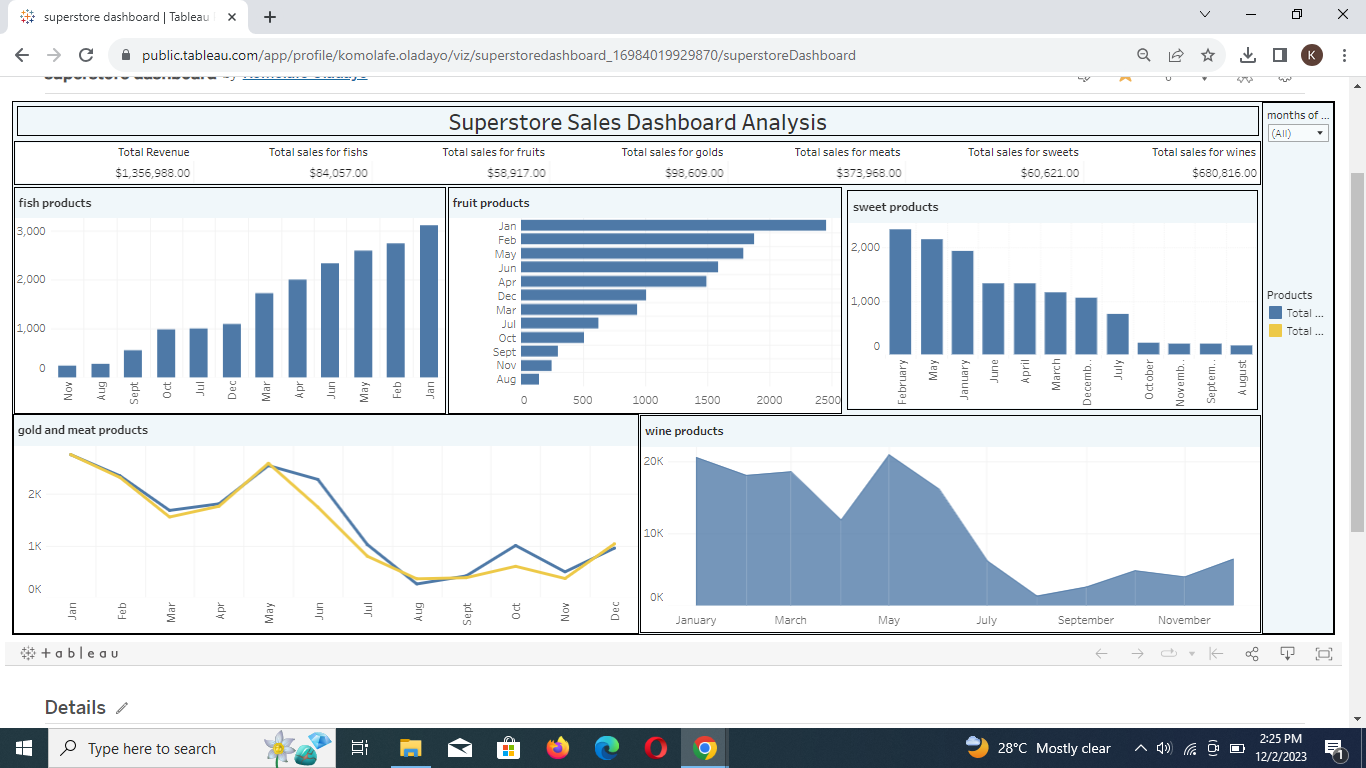 superstore dashboard | Tableau
public.tableau.com/app/profile/komolafe.oladayo/viz/superstoredashboard_16984019929870/superstoreDashboard
K
superstore dashboard by Komolafe Oladayo
Superstore Sales Dashboard Analysis
months of ...
(All)
Total Revenue Total sales for fishs Total sales for fruits Total sales for golds Total sales for meats Total sales for sweets Total sales for wines
$1,356,988.00 $84,057.00 $58,917.00 $98,609.00 $373,968.00 $60,621.00 $680,816.00
fish products
3,000
2,000
1,000
0
Nov Aug Sept Oct Jul Dec Mar Apr Jun May Feb Jan
fruit products
Jan
Feb
May
Jun
Apr
Dec
Mar
Jul
Oct
Sept
Nov
Aug
0 500 1000 1500 2000 2500
sweet products
2,000
1,000
0
February May January June April March Decemb.. July October Novemb.. Septem.. August
Products
Total ...
Total ...
gold and meat products
2K
1K
0K
Jan Feb Mar Apr May Jun Jul Aug Sept Oct Nov Dec
wine products
20K
10K
0K
January March May July September November
+ a b l e a u
Details
Type here to search
28°C Mostly clear
2:25 PM
12/2/2023
1